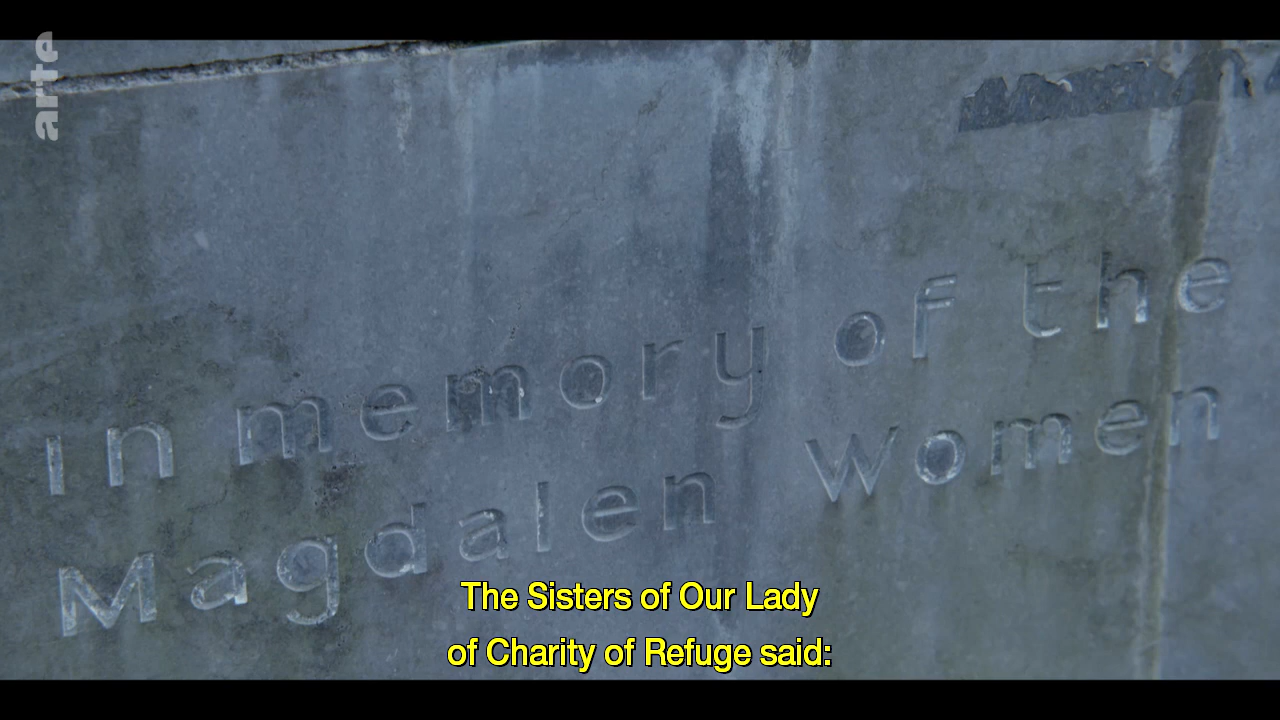 arte
In memory of the
Magdalen Women
The Sisters of Our Lady
of Charity of Refuge said: